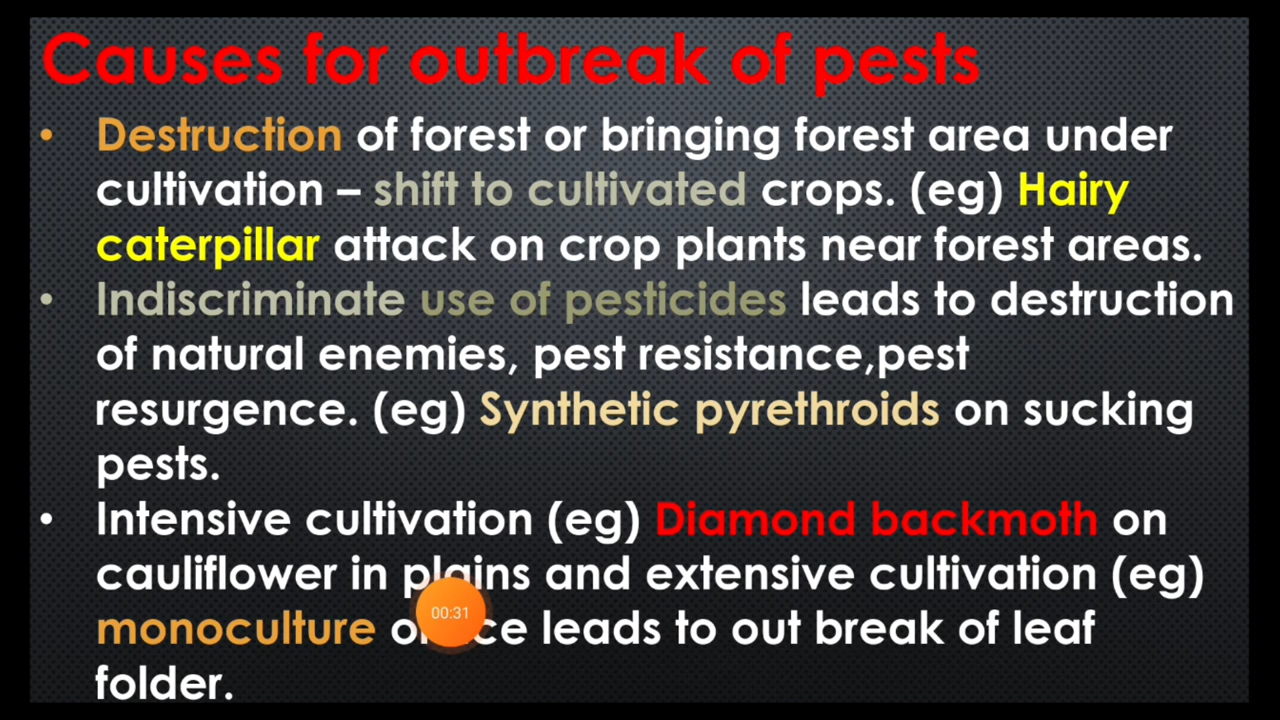 Causes for outbreak of pests
• Destruction of forest or bringing forest area under
cultivation – shift to cultivated crops. (eg) Hairy
caterpillar attack on crop plants near forest areas.
• Indiscriminate use of pesticides leads to destruction
of natural enemies, pest resistance,pest
resurgence. (eg) Synthetic pyrethroids on sucking
pests.
• Intensive cultivation (eg) Diamond backmoth on
cauliflower in plains and extensive cultivation (eg)
00:31
monoculture leads to out break of leaf
folder.